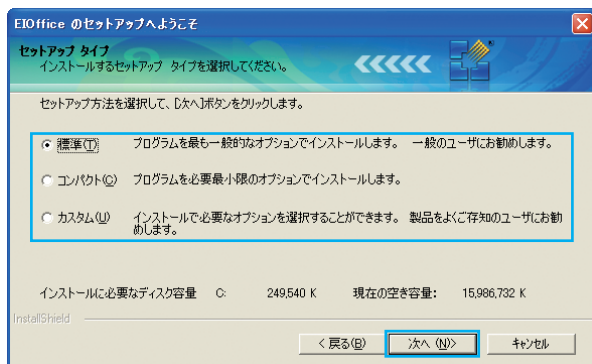 EIOffice のセットアップへようこそ
セットアップ タイプ
インストールするセットアップ タイプを選択してください。
セットアップ方法を選択して、[次へ]ボタンをクリックします。
標準(T) プログラムを最も一般的なオプションでインストールします。 一般のユーザにお勧めします。
コンパクト(C) プログラムを必要最小限のオプションでインストールします。
カスタム(U) インストールで必要なオプションを選択することができます。 製品をよくご存知のユーザにお勧
めします。
インストールに必要なディスク容量 C: 249,540 K 現在の空き容量: 15,986,732 K
InstallShield
< 戻る(B) 次へ (N)> キャンセル